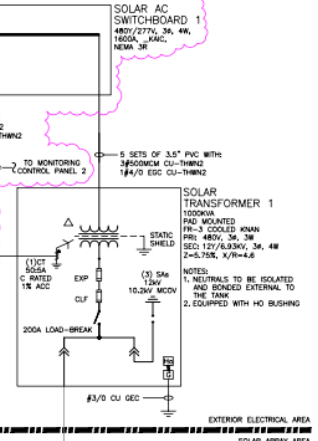 SOLAR AC
SWITCHBOARD 1
480Y/277V, 3ø, 4W,
1600A, _KAIC,
NEMA 3R
2
THWN2
TO MONITORING
CONTROL PANEL 2
5 SETS OF 3.5" PVC WITH:
3#500MCM CU-THWN2
1#4/0 EGC CU-THWN2
SOLAR
TRANSFORMER 1
1000KVA
PAD MOUNTED
FR-3 COOLED KNAN
PRI: 480V, 3ø, 3W
SEC: 12Y/6.93KV, 3ø, 4W
Z=5.75%, X/R=4.6
NOTES:
1. NEUTRALS TO BE ISOLATED
AND BONDED EXTERNAL TO
THE TANK
2. EQUIPPED WITH HO BUSHING
STATIC
SHIELD
(1)CT
50:5A
C RATED
1% ACC
EXP
CLF
(3) SAs
12kV
10.2kV MCOV
200A LOAD-BREAK
Ho
G
#3/0 CU GEC
EXTERIOR ELECTRICAL AREA
SOLAR ARRAY AREA